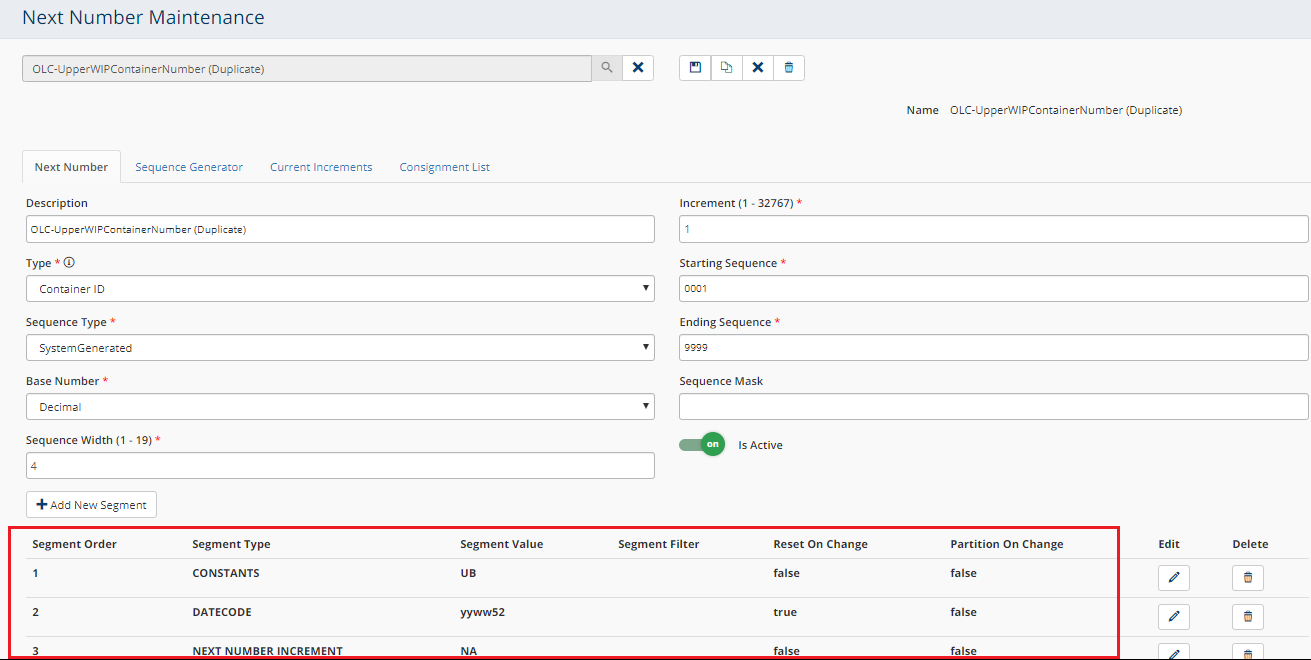 Next Number Maintenance
OLC-UpperWIPContainerNumber (Duplicate)
Name OLC-UpperWIPContainerNumber (Duplicate)
Next Number Sequence Generator Current Increments Consignment List
Description
OLC-UpperWIPContainerNumber (Duplicate)
Increment (1 - 32767) *
1
Type *
Container ID
Starting Sequence *
0001
Sequence Type *
SystemGenerated
Ending Sequence *
9999
Base Number *
Decimal
Sequence Mask
Sequence Width (1 - 19) *
4
on Is Active
Add New Segment
Segment Order Segment Type Segment Value Segment Filter Reset On Change Partition On Change Edit Delete
1 CONSTANTS UB false false
2 DATECODE yyww52 true false
3 NEXT NUMBER INCREMENT NA false false